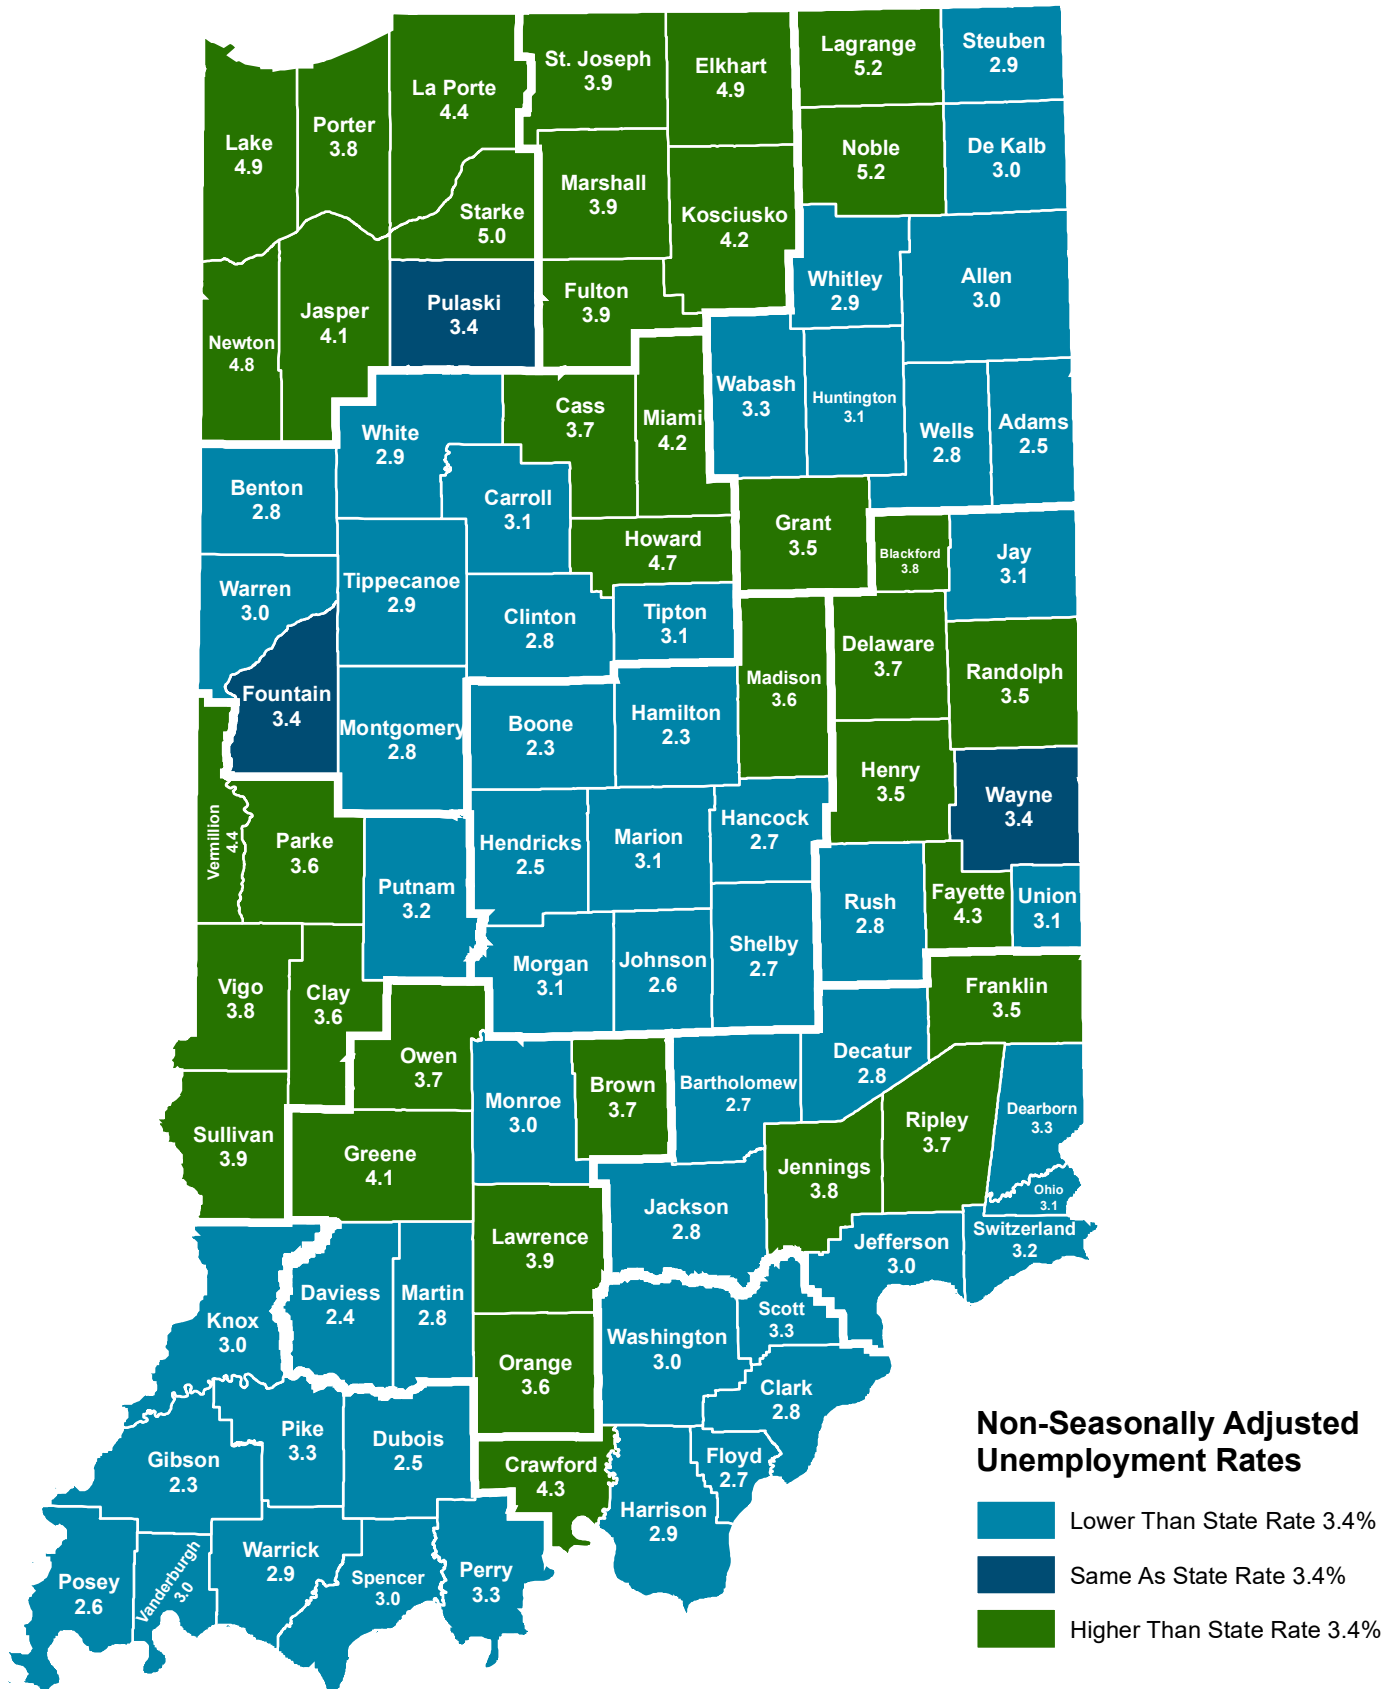 Lagrange
5.2
Steuben
2.9
St. Joseph
3.9
Elkhart
4.9
La Porte
4.4
Porter
3.8
Lake
4.9
Noble
5.2
De Kalb
3.0
Marshall
3.9
Kosciusko
4.2
Starke
5.0
Whitley
2.9
Allen
3.0
Pulaski
3.4
Fulton
3.9
Jasper
4.1
Newton
4.8
Wabash
3.3
Huntington
3.1
Wells
2.8
Adams
2.5
Cass
3.7
Miami
4.2
White
2.9
Benton
2.8
Carroll
3.1
Grant
3.5
Howard
4.7
Blackford
3.8
Jay
3.1
Warren
3.0
Tippecanoe
2.9
Clinton
2.8
Tipton
3.1
Delaware
3.7
Randolph
3.5
Madison
3.6
Fountain
3.4
Montgomery
2.8
Boone
2.3
Hamilton
2.3
Henry
3.5
Wayne
3.4
Vermillion
4.4
Parke
3.6
Putnam
3.2
Hendricks
2.5
Marion
3.1
Hancock
2.7
Rush
2.8
Fayette
4.3
Union
3.1
Vigo
3.8
Clay
3.6
Morgan
3.1
Johnson
2.6
Shelby
2.7
Franklin
3.5
Owen
3.7
Monroe
3.0
Brown
3.7
Bartholomew
2.7
Decatur
2.8
Ripley
3.7
Dearborn
3.3
Sullivan
3.9
Greene
4.1
Jennings
3.8
Ohio
3.1
Jackson
2.8
Lawrence
3.9
Jefferson
3.0
Switzerland
3.2
Knox
3.0
Daviess
2.4
Martin
2.8
Scott
3.3
Washington
3.0
Orange
3.6
Clark
2.8
Gibson
2.3
Pike
3.3
Dubois
2.5
Crawford
4.3
Floyd
2.7
Harrison
2.9
Posey
2.6
Vanderburgh
3.0
Warrick
2.9
Spencer
3.0
Perry
3.3
Non-Seasonally Adjusted
Unemployment Rates
Lower Than State Rate 3.4%
Same As State Rate 3.4%
Higher Than State Rate 3.4%